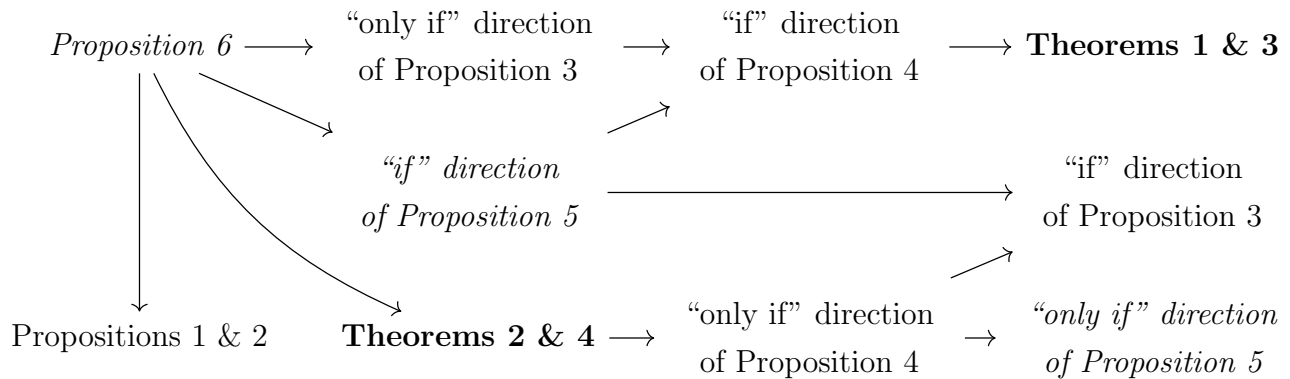 Proposition 6
“only if” direction
of Proposition 3
“if” direction
of Proposition 4
Theorems 1 & 3
“if” direction
of Proposition 5
“if” direction
of Proposition 3
Propositions 1 & 2
Theorems 2 & 4
“only if” direction
of Proposition 4
“only if” direction
of Proposition 5